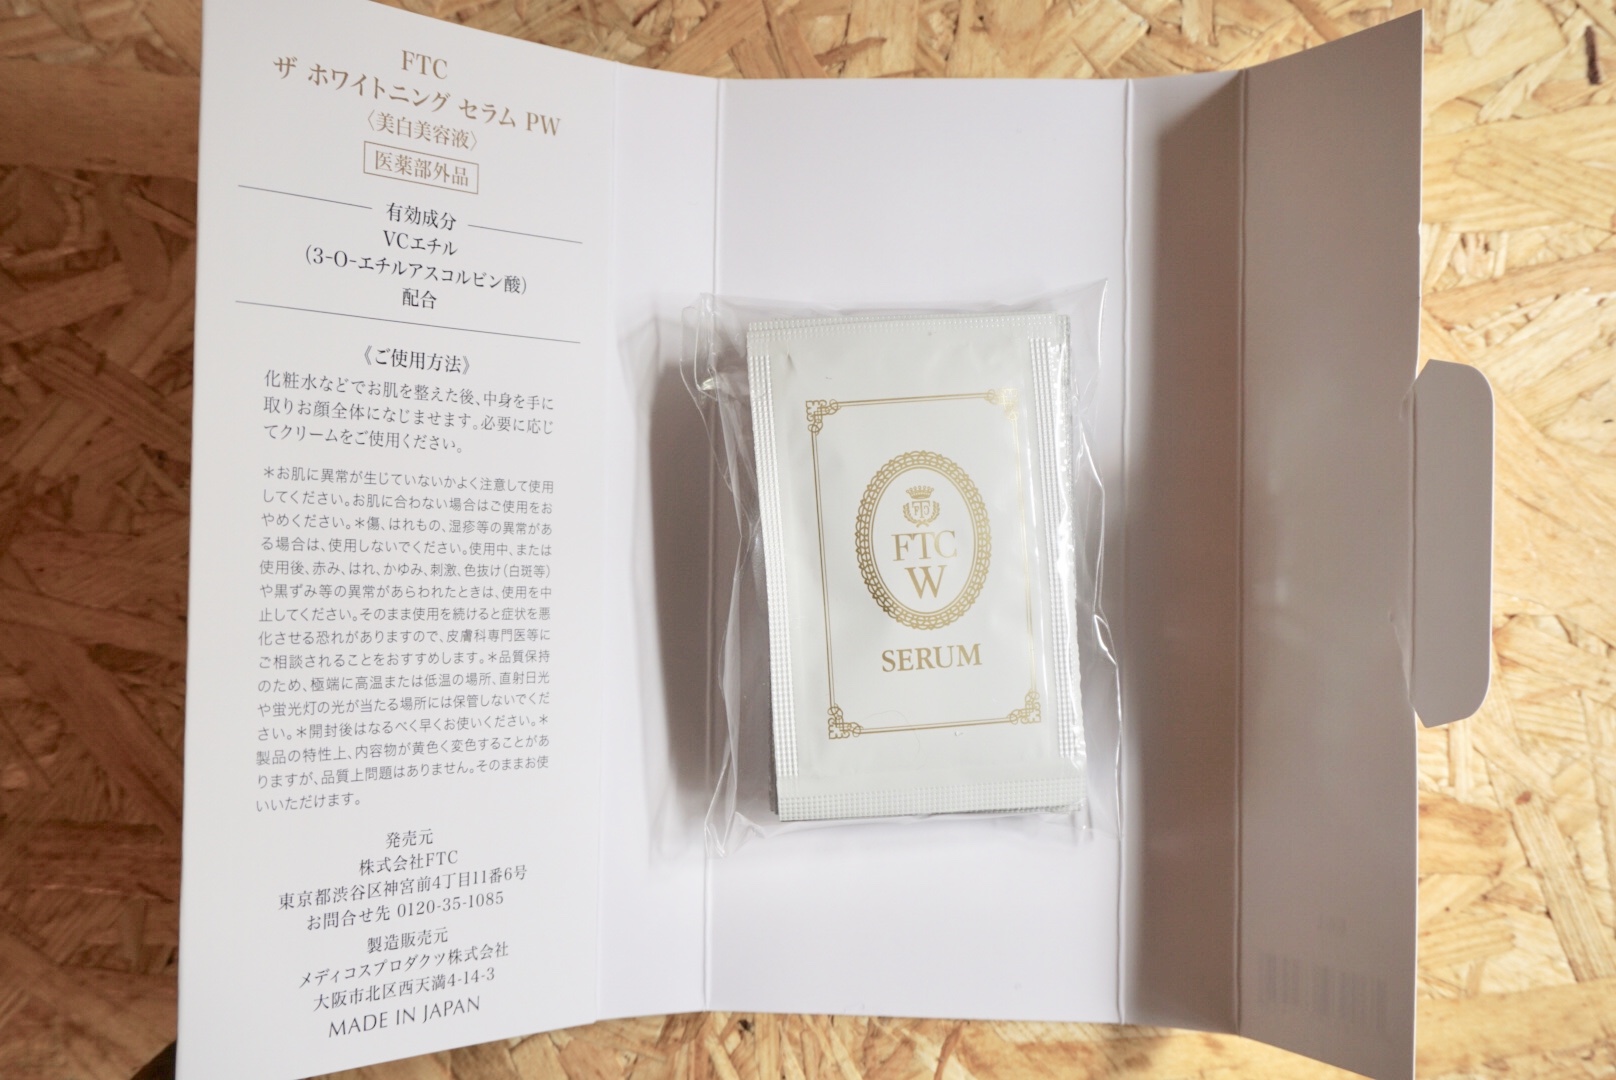 FTC
ザ ホワイトニング セラム PW
〈美白美容液〉
医薬部外品
有効成分
VCエチル
(3-O-エチルアスコルビン酸)
配合
《ご使用方法》
化粧水などでお肌を整えた後、中身を手に
取りお顔全体になじませます。必要に応じ
てクリームをご使用ください。
＊お肌に異常が生じていないかよく注意して使用
してください。お肌に合わない場合はご使用をお
やめください。＊傷、はれもの、湿疹等の異常があ
る場合は、使用しないでください。使用中、または
使用後、赤み、はれ、かゆみ、刺激、色抜け(白斑等)
や黒ずみ等の異常があらわれたときは、使用を中
止してください。そのまま使用を続けると症状を悪
化させる恐れがありますので、皮膚科専門医等に
ご相談されることをおすすめします。＊品質保持
のため、極端に高温または低温の場所、直射日光
や蛍光灯の光が当たる場所には保管しないでくだ
さい。＊開封後はなるべく早くお使いください。＊
製品の特性上、内容物が黄色く変色することがあ
りますが、品質上問題はありません。そのままお使
いいただけます。
発売元
株式会社FTC
東京都渋谷区神宮前4丁目11番6号
お問合せ先 0120-35-1085
製造販売元
メディコスプロダクツ株式会社
大阪市北区西天満4-14-3
MADE IN JAPAN
FTC
W
SERUM